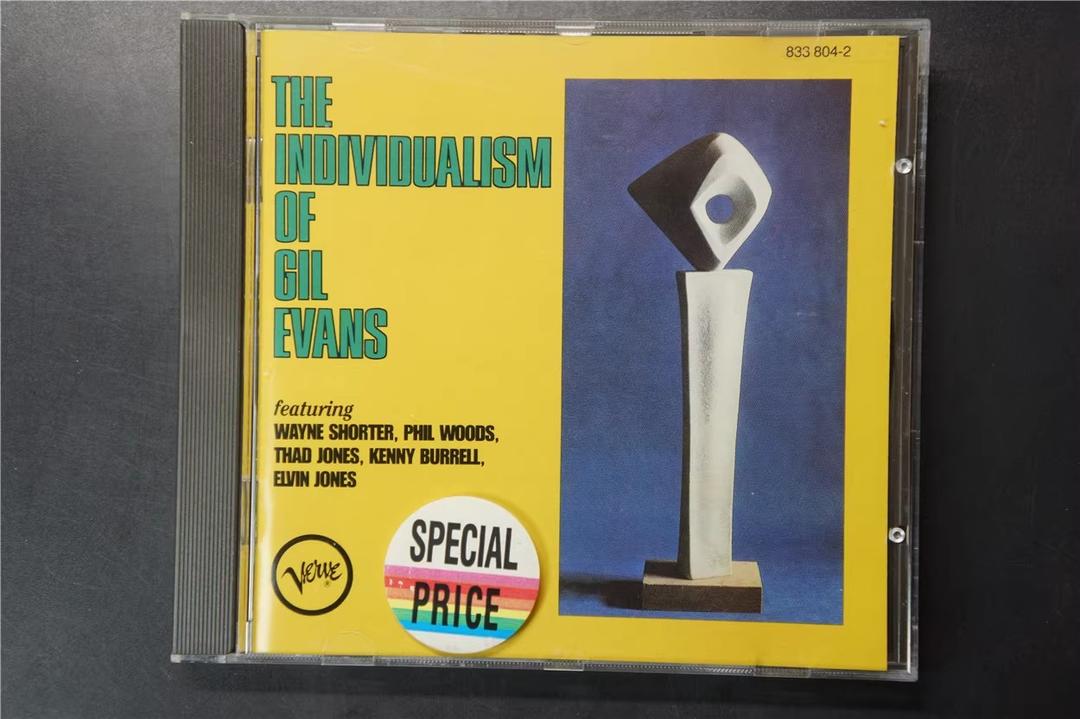 833 804-2
THE
INDIVIDUALISM
OF
GIL
EVANS
featuring
WAYNE SHORTER, PHIL WOODS,
THAD JONES, KENNY BURRELL,
ELVIN JONES
VERVE
®
SPECIAL
PRICE